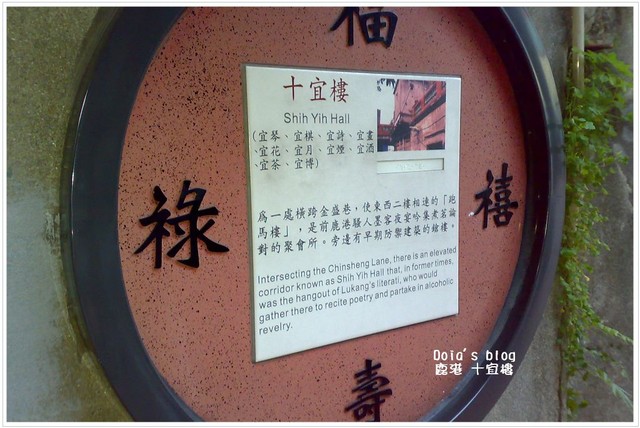 福
十宜樓
Shih Yih Hall
(宜琴、宜棋、宜詩、宜畫
、宜花、宜月、宜煙、宜酒
、宜茶、宜博)
祿
禧
為一處橫跨金盛巷，使東西二樓相連的「跑
馬樓」，是前鹿港騷人墨客夜宴吟集煮茗論
對的聚會所。旁邊有早期防禦建築的槍樓。
Intersecting the Chinsheng Lane, there is an elevated
corridor known as Shih Yih Hall that, in former times,
was the hangout of Lukang's literati, who would
gather there to recite poetry and partake in alcoholic
revelry.
壽
Doia's blog
鹿港 十宜樓